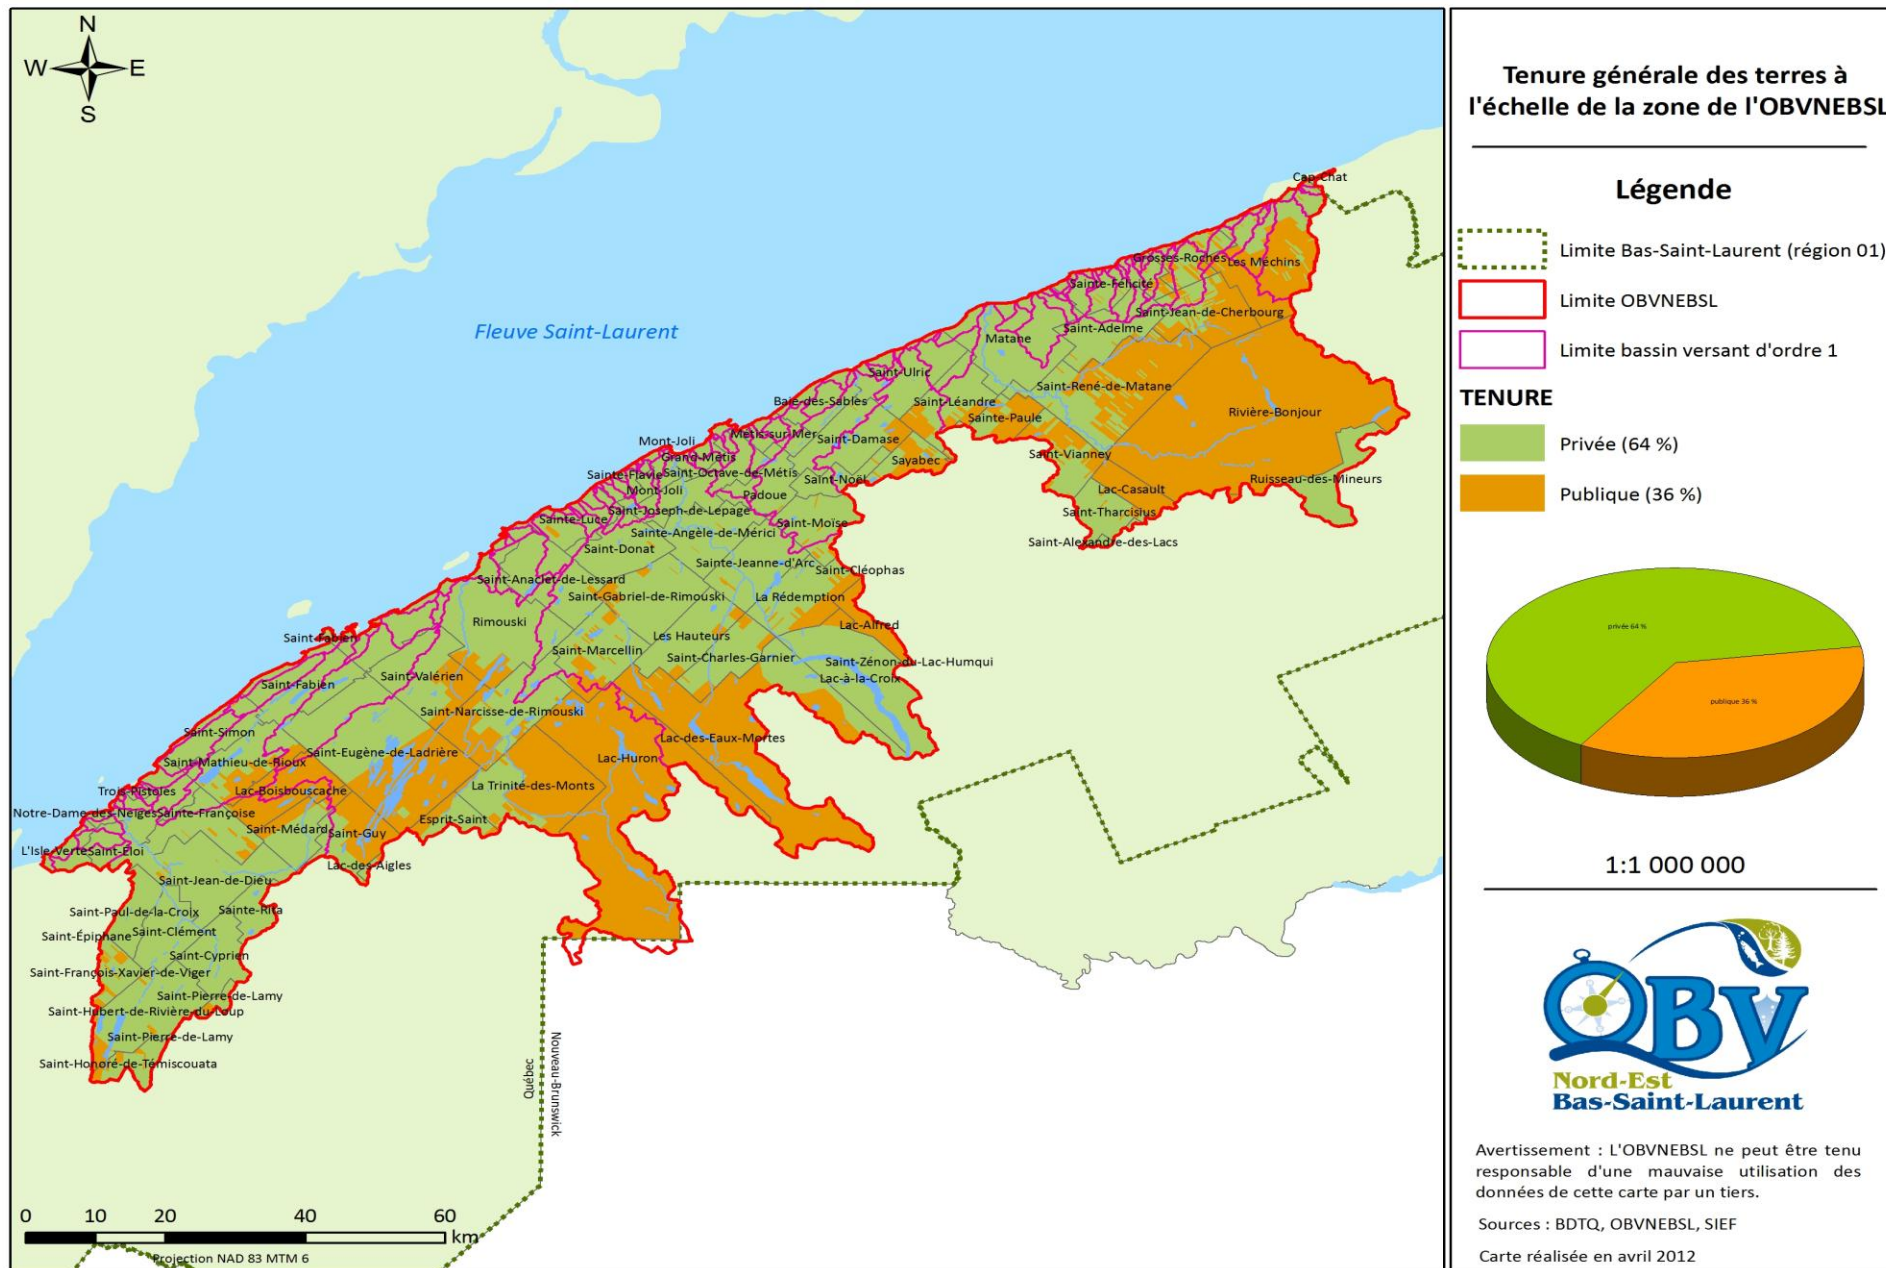 N
W E
S
Fleuve Saint-Laurent
Cap-Chat
Grosses-Roches
Les Méchins
Sainte-Félicité
Saint-Jean-de-Cherbourg
Saint-Adelme
Matane
Saint-Ulric
Saint-René-de-Matane
Baie-des-Sables
Saint-Léandre
Sainte-Paule
Rivière-Bonjour
Mont-Joli
Métis-sur-Mer
Saint-Damase
Grand-Métis
Sayabec
Saint-Vianney
Sainte-Flavie
Saint-Octave-de-Métis
Saint-Noël
Ruisseau-des-Mineurs
Mont-Joli
Padoue
Lac-Casault
Saint-Joseph-de-Lepage
Saint-Tharcisius
Sainte-Luce
Saint-Moïse
Sainte-Angèle-de-Mérici
Saint-Alexandre-des-Lacs
Saint-Donat
Sainte-Jeanne-d'Arc
Saint-Cléophas
Saint-Anaclet-de-Lessard
Saint-Gabriel-de-Rimouski
La Rédemption
Rimouski
Lac-Alfred
Saint-Fabien
Les Hauteurs
Saint-Marcellin
Saint-Charles-Garnier
Saint-Zénon-du-Lac-Humqui
Saint-Valérien
Lac-à-la-Croix
Saint-Fabien
Saint-Narcisse-de-Rimouski
Saint-Simon
Lac-des-Eaux-Mortes
Saint-Eugène-de-Ladrière
Lac-Huron
Saint-Mathieu-de-Rioux
La Trinité-des-Monts
Trois-Pistoles
Lac-Boisbouscache
Notre-Dame-des-Neiges
Sainte-Françoise
Esprit-Saint
Saint-Médard
Saint-Guy
L'Isle-Verte
Saint-Éloi
Lac-des-Aigles
Saint-Jean-de-Dieu
Saint-Paul-de-la-Croix
Sainte-Rita
Saint-Épiphane
Saint-Clément
Saint-Cyprien
Saint-François-Xavier-de-Viger
Saint-Pierre-de-Lamy
Saint-Hubert-de-Rivière-du-Loup
Saint-Pierre-de-Lamy
Saint-Honoré-de-Témiscouata
Québec
Nouveau-Brunswick
0 10 20 40 60
km
Projection NAD 83 MTM 6
Tenure générale des terres à
l'échelle de la zone de l'OBVNEBSL
Légende
Limite Bas-Saint-Laurent (région 01)
Limite OBVNEBSL
Limite bassin versant d'ordre 1
TENURE
Privée (64 %)
Publique (36 %)
privée 64 %
publique 36 %
1:1 000 000
OBV
Nord-Est
Bas-Saint-Laurent
Avertissement : L'OBVNEBSL ne peut être tenu
responsable d'une mauvaise utilisation des
données de cette carte par un tiers.
Sources : BDTQ, OBVNEBSL, SIEF
Carte réalisée en avril 2012